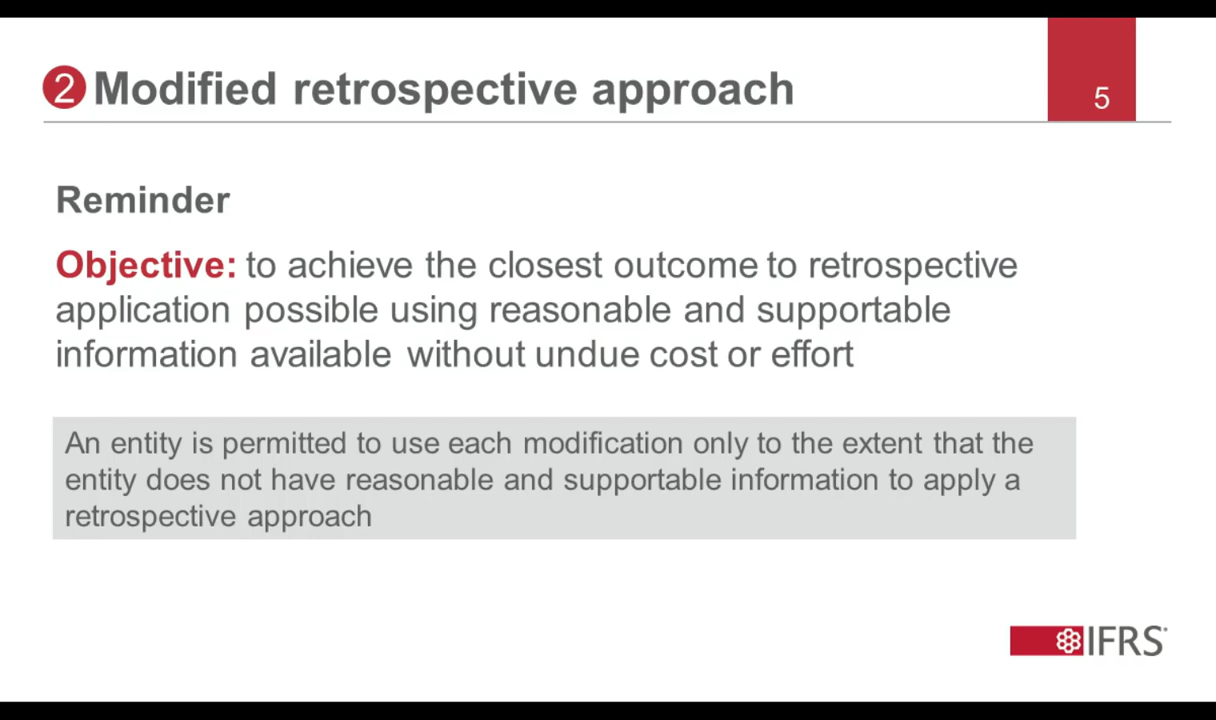 2 Modified retrospective approach
5
Reminder
Objective: to achieve the closest outcome to retrospective
application possible using reasonable and supportable
information available without undue cost or effort
An entity is permitted to use each modification only to the extent that the
entity does not have reasonable and supportable information to apply a
retrospective approach
IFRS